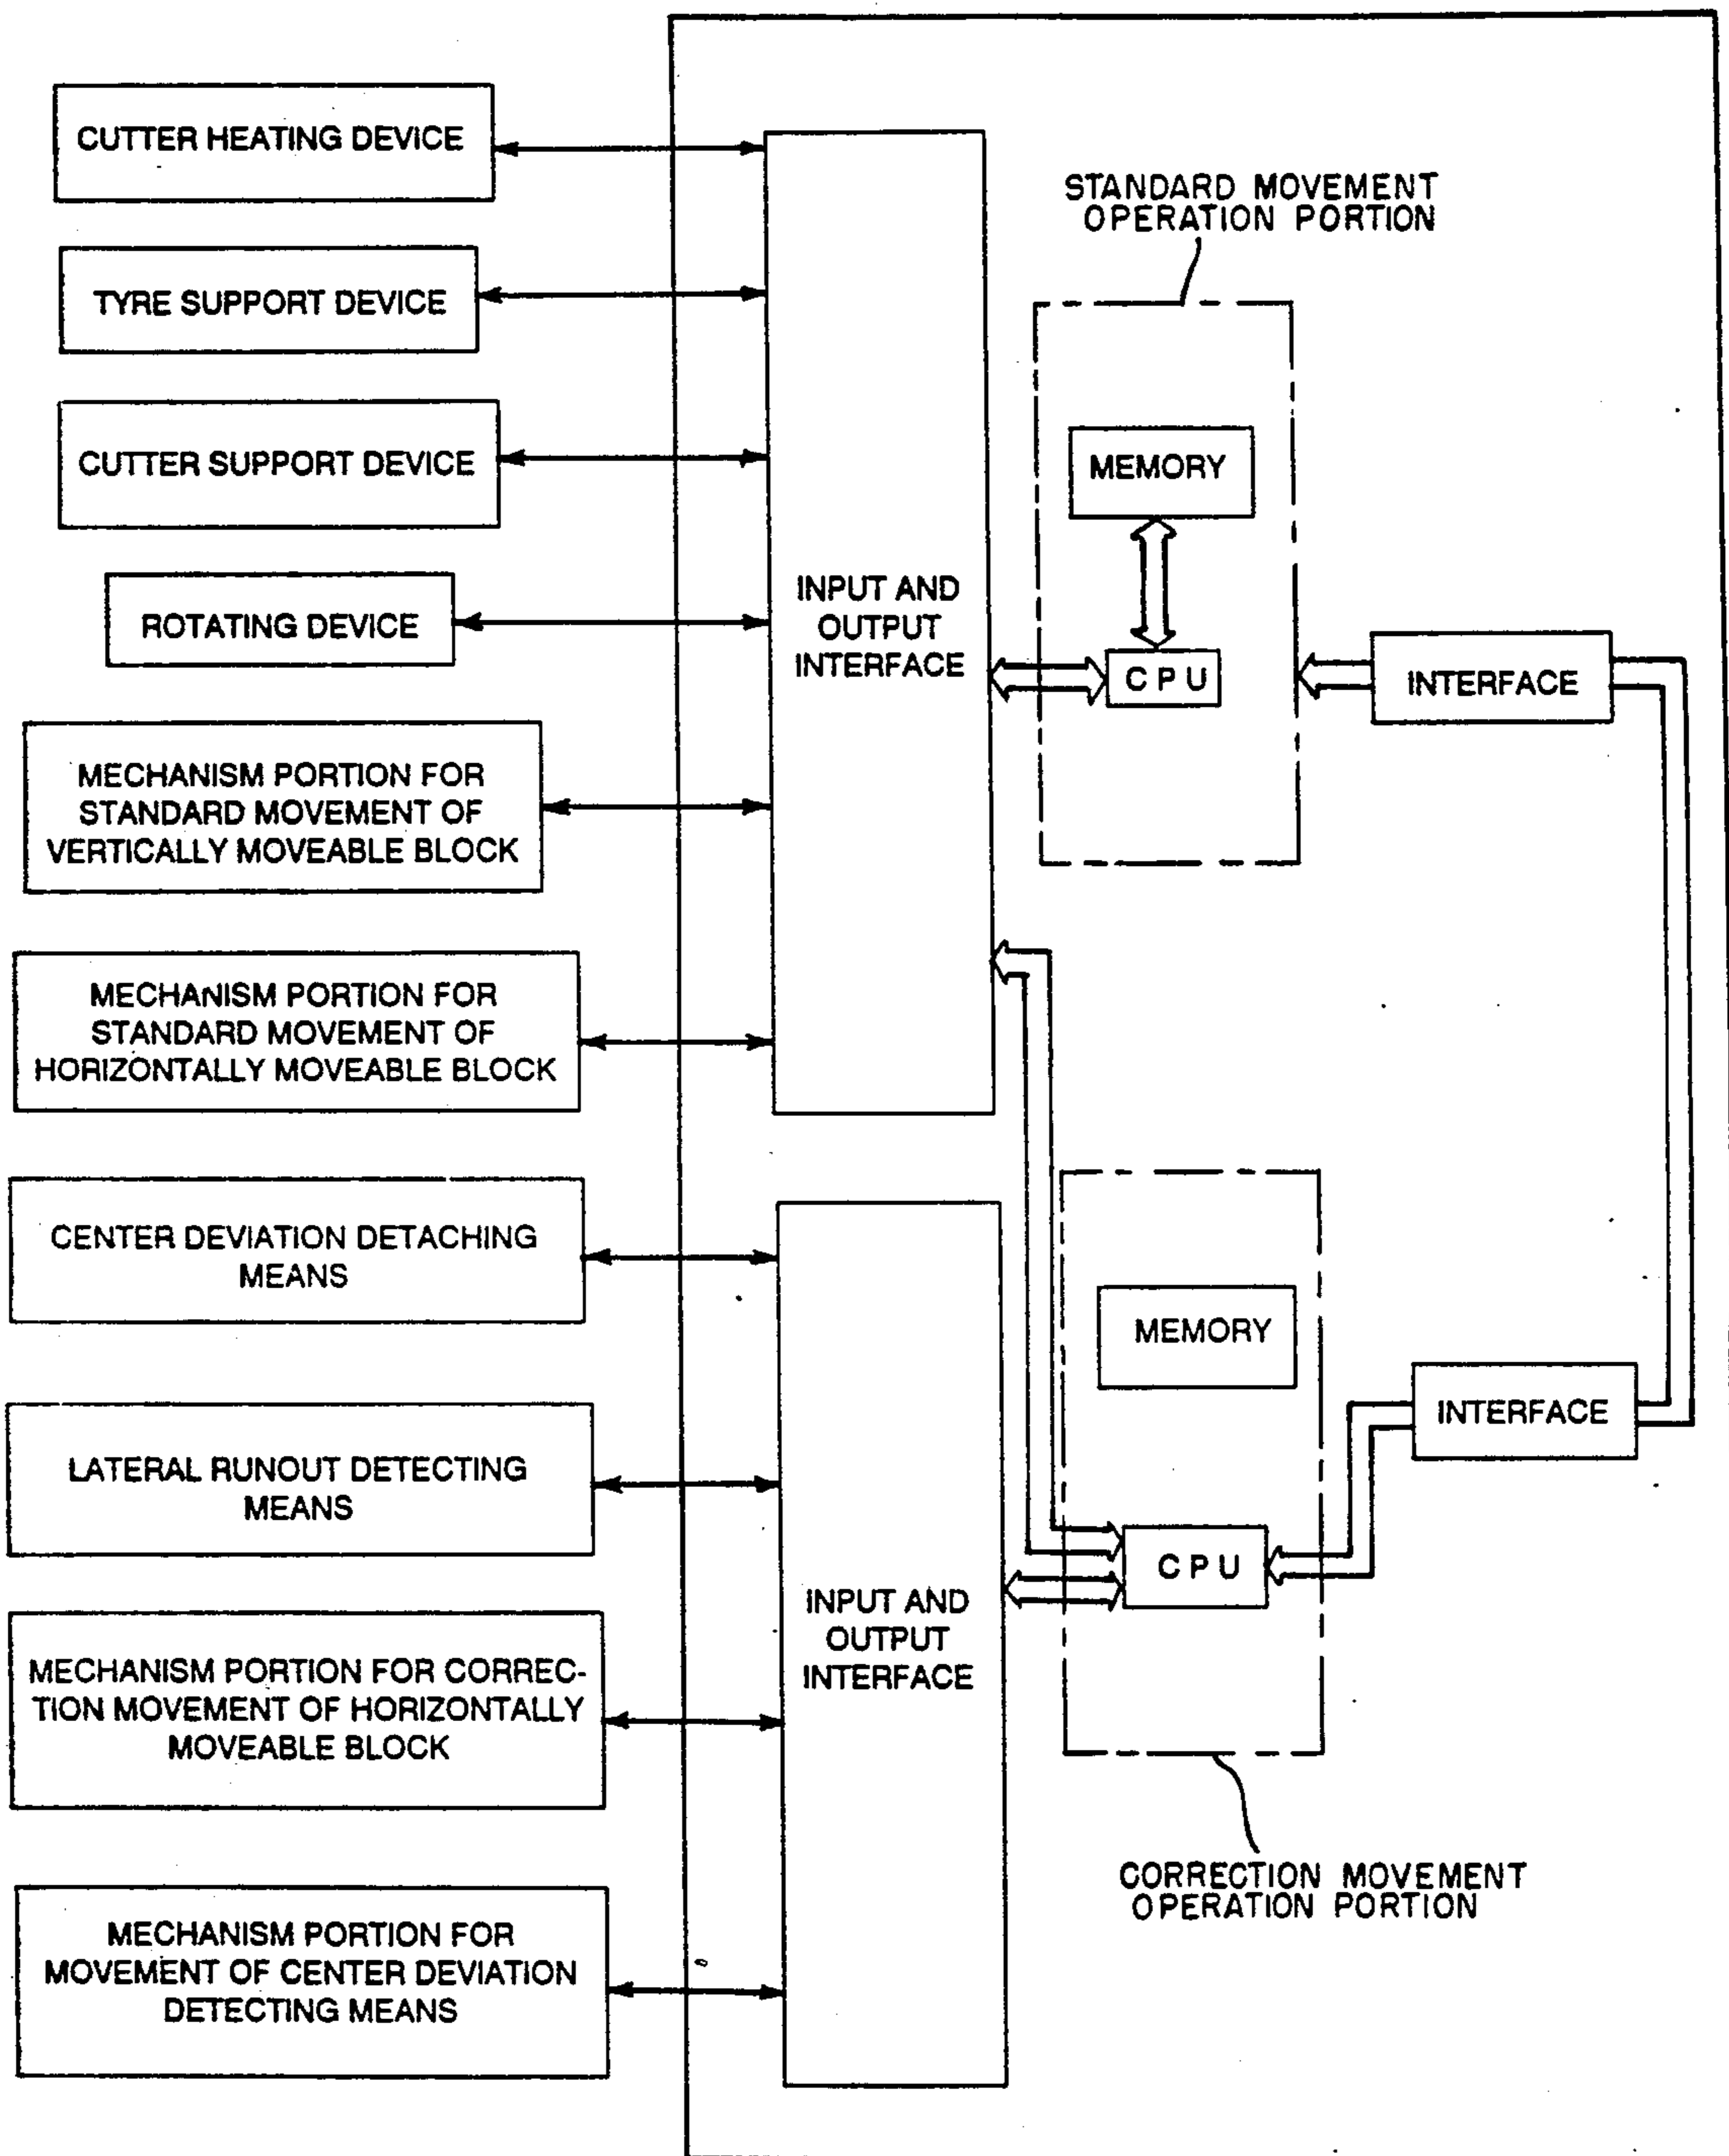 CUTTER HEATING DEVICE
TYRE SUPPORT DEVICE
CUTTER SUPPORT DEVICE
ROTATING DEVICE
MECHANISM PORTION FOR
STANDARD MOVEMENT OF
VERTICALLY MOVEABLE BLOCK
MECHANISM PORTION FOR
STANDARD MOVEMENT OF
HORIZONTALLY MOVEABLE BLOCK
CENTER DEVIATION DETACHING
MEANS
LATERAL RUNOUT DETECTING
MEANS
MECHANISM PORTION FOR CORREC-
TION MOVEMENT OF HORIZONTALLY
MOVEABLE BLOCK
MECHANISM PORTION FOR
MOVEMENT OF CENTER DEVIATION
DETECTING MEANS
INPUT AND
OUTPUT
INTERFACE
INPUT AND
OUTPUT
INTERFACE
STANDARD MOVEMENT
OPERATION PORTION
MEMORY
CPU
INTERFACE
MEMORY
CPU
INTERFACE
CORRECTION MOVEMENT
OPERATION PORTION